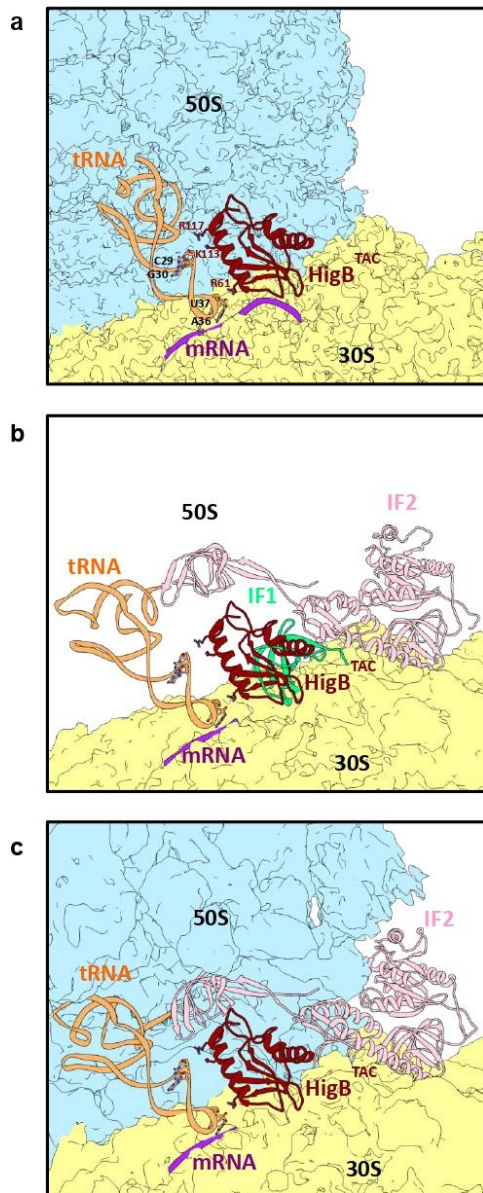 a
50S
tRNA
R117
C29
K113
G30
HigB
TAC
R61
U37
A36
mRNA
30S
b
IF2
50S
tRNA
IF1
TAC
HigB
mRNA
30S
c
IF2
50S
tRNA
TAC
HigB
mRNA
30S